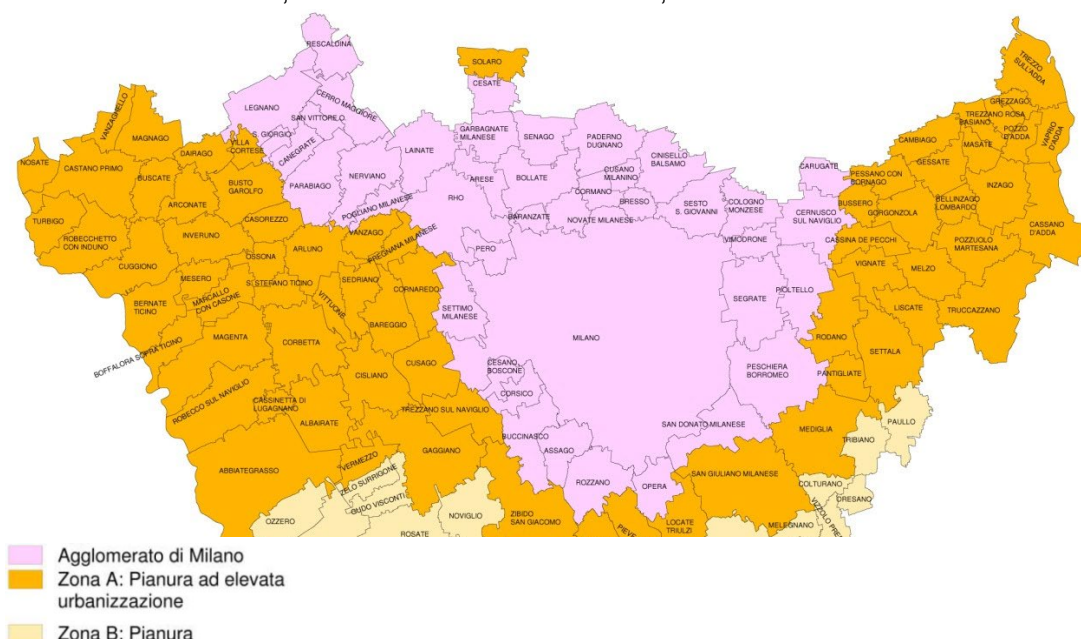 RESCALDINA
SOLARO
TREZZO
SULL'ADDA
CESATE
LEGNANO
CERRO MAGGIORE
VANZAGHELLO
GREZZAGO
TREZZANO ROSA
BASIANO
POZZO
D'ADDA
VAPRIO
D'ADDA
MAGNAGO
SAN VITTORE O.
S. GIORGIO
CANEGRATE
VILLA
CORTESE
DAIRAGO
GARBAGNATE
MILANESE
SENAGO
PADERNO
DUGNANO
CAMBIAGO
MASATE
NOSATE
CASTANO PRIMO
BUSCATE
LAINATE
CINISELLO
BALSAMO
CARUGATE
GESSATE
PESSANO CON
BORNAGO
PARABIAGO
NERVIANO
ARESE
BOLLATE
CUSANO
MILANINO
INZAGO
BUSTO
GAROLFO
ARCONATE
RHO
CORMANO
BRESSO
SESTO
S. GIOVANNI
COLOGNO
MONZESE
BUSSERO
BELLINZAGO
LOMBARDO
GORGONZOLA
CERNUSCO
SUL NAVIGLIO
POGLIANO MILANESE
BARANZATE
NOVATE MILANESE
TURBIGO
CASOREZZO
CASSANO
D'ADDA
ROBECCHETTO
CON INDUNO
INVERUNO
VANZAGO
PREGNANA MILANESE
PERO
VIMODRONE
CASSINA DE PECCHI
POZZUOLO
MARTESANA
ARLUNO
OSSONA
CUGGIONO
MESERO
S. STEFANO TICINO
SEDRIANO
CORNAREDO
VIGNATE
MELZO
PIOLTELLO
BERNATE
TICINO
MARCALLO
CON CASONE
VITTUONE
SETTIMO
MILANESE
SEGRATE
LISCATE
TRUCCAZZANO
BAREGGIO
MAGENTA
CORBETTA
MILANO
RODANO
SETTALA
BOFFALORA SOPRA TICINO
CUSAGO
CESANO
BOSCONE
PESCHIERA
BORROMEO
PANTIGLIATE
CISLIANO
CORSICO
ROBECCO SUL NAVIGLIO
CASSINETTA DI
LUGAGNANO
TREZZANO SUL NAVIGLIO
ALBAIRATE
SAN DONATO MILANESE
MEDIGLIA
PAULLO
TRIBIANO
BUCCINASCO
ASSAGO
GAGGIANO
VERMEZZO
ABBIATEGRASSO
ZELO SURRIGONE
ROZZANO
OPERA
SAN GIULIANO MILANESE
COLTURANO
DRESANO
GUDO VISCONTI
OZZERO
NOVIGLIO
ZIBIDO
SAN GIACOMO
LOCATE
TRIULZI
MELEGNANO
VIZZOLO PRE
ROSATE
PIEVE
Agglomerato di Milano
Zona A: Pianura ad elevata
urbanizzazione
Zona B: Pianura